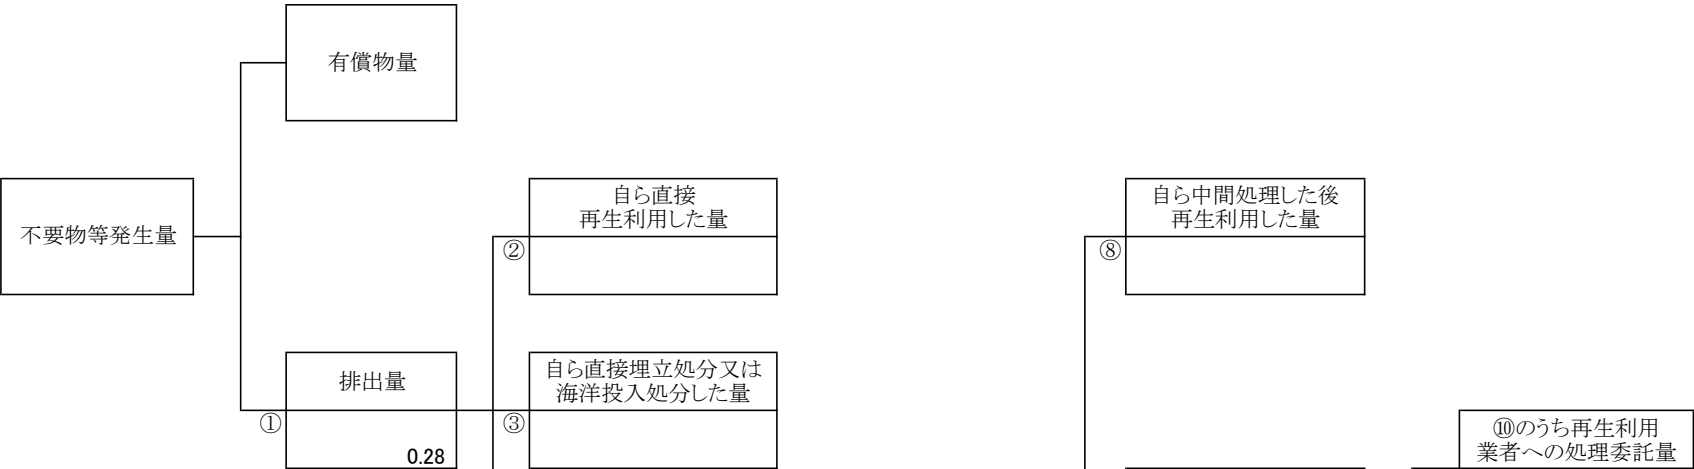 有償物量
不要物等発生量
自ら直接
再生利用した量
②
自ら中間処理した後
再生利用した量
⑧
排出量
①
0.28
自ら直接埋立処分又は
海洋投入処分した量
③
⑩のうち再生利用
業者への処理委託量